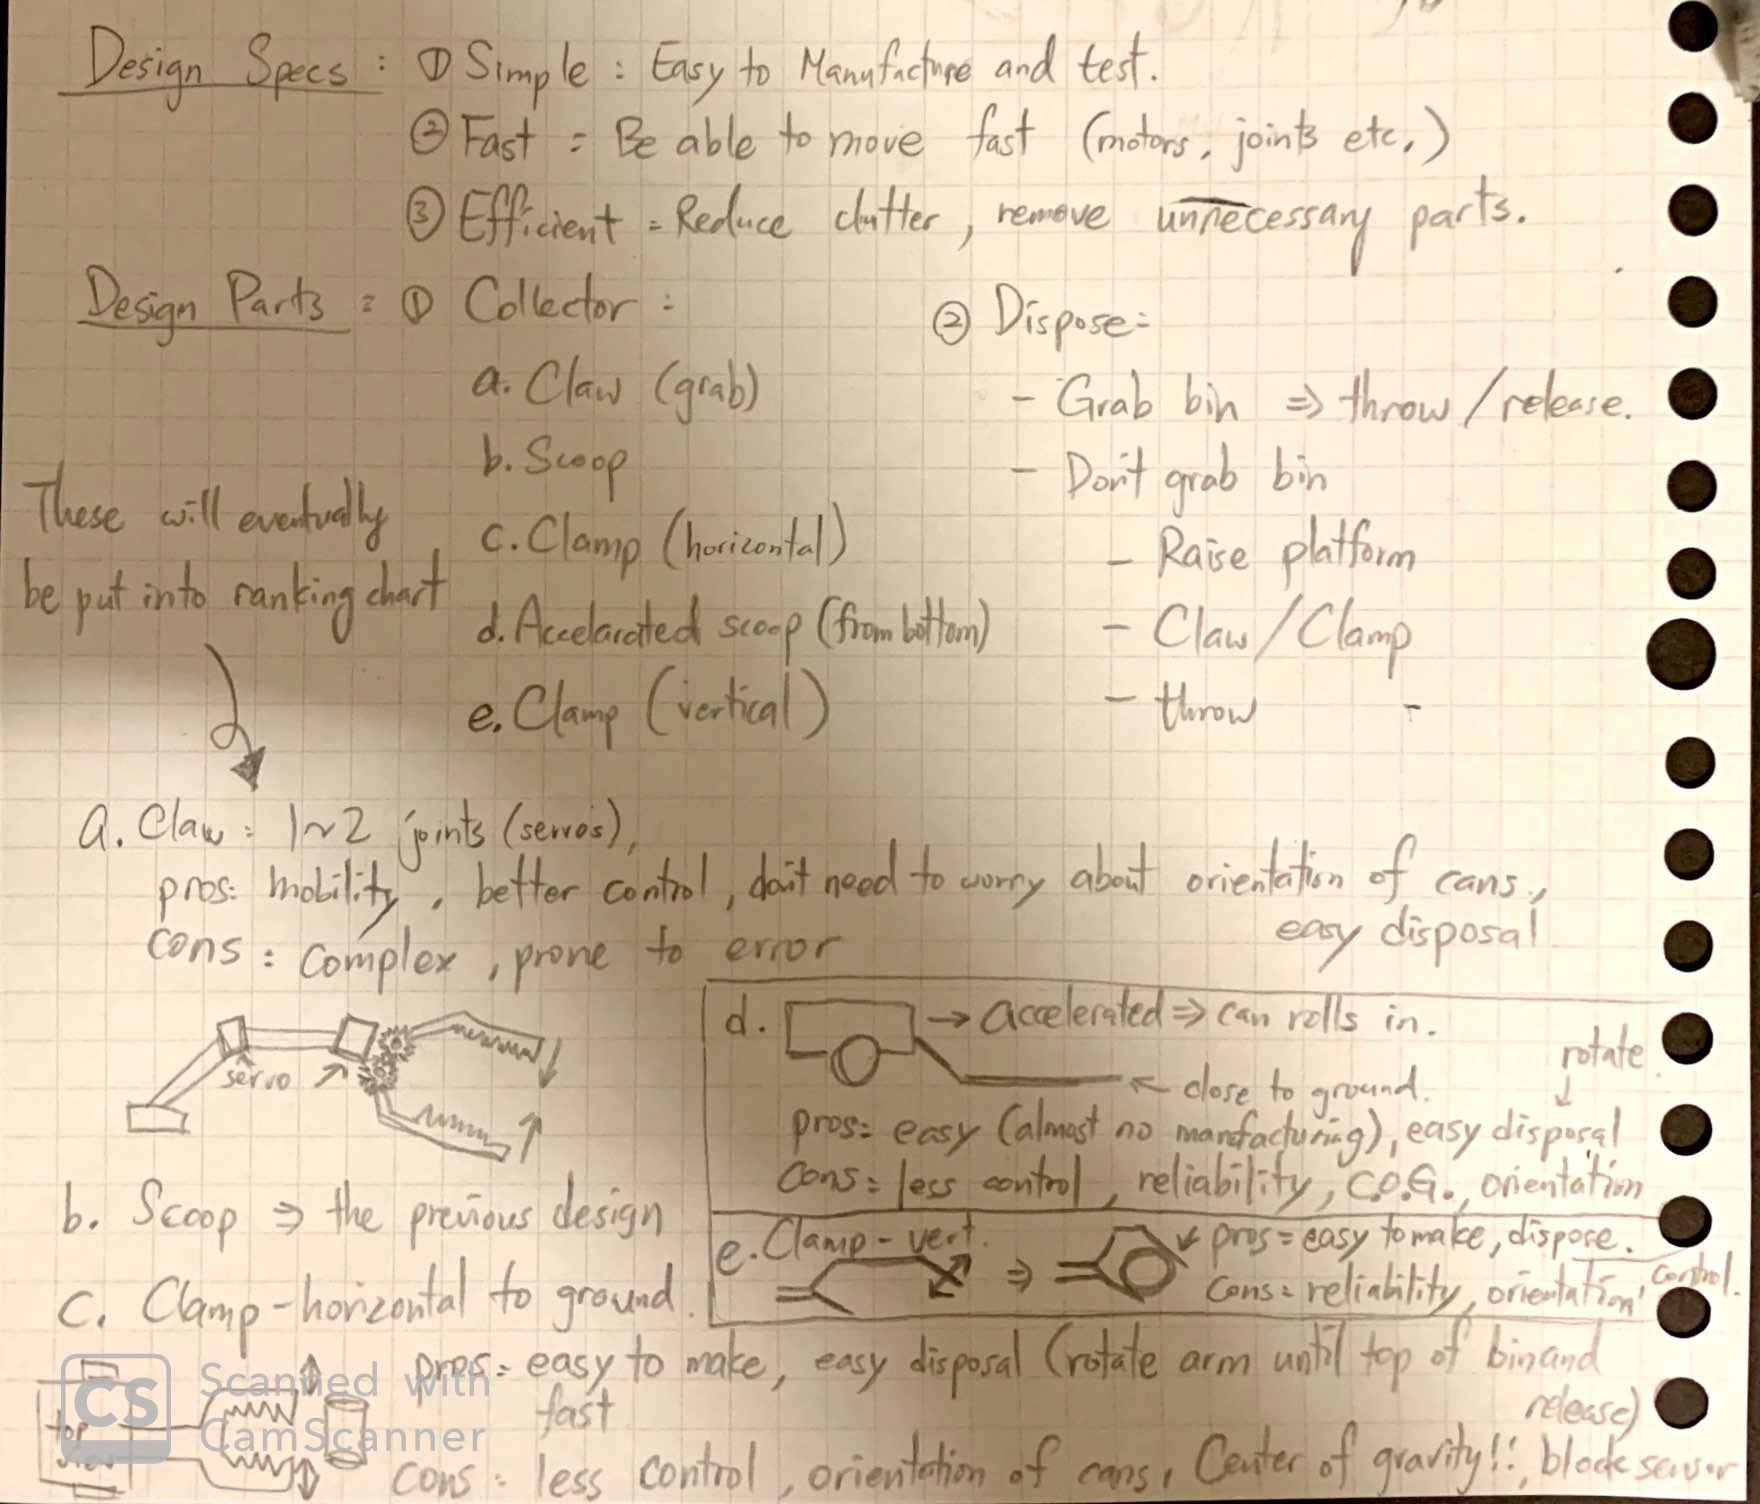 Design Specs : ① Simple : Easy to Manufacture and test.
② Fast : Be able to move fast (motors, joints etc.)
③ Efficient : Reduce clutter, remove unnecessary parts.
Design Parts : ① Collector :
a. Claw (grab)
b. Scoop
c. Clamp (horizontal)
d. Accelarated scoop (from bottom)
e. Clamp (vertical)
② Dispose:
- Grab bin ⇒ throw / release.
- Don't grab bin
- Raise platform
- Claw / Clamp
- throw -
These will eventually
be put into ranking chart
a. Claw : 1~2 joints (servos),
pros: mobility, better control, don't need to worry about orientation of cans,
easy disposal
cons : complex, prone to error
servo
b. Scoop ⇒ the previous design
c. Clamp - horizontal to ground.
pros: easy to make, easy disposal (rotate arm until top of bin and
release)
fast
cons : less control, orientation of cans, Center of gravity!!, block sensor
top
view
d. → accelerated ⇒ can rolls in.
← close to ground.
rotate
↓
pros: easy (almost no manfacturing), easy disposal
cons: less control, reliability, C.O.G., orientation
e. Clamp - vert.
⇒
pros: easy to make, dispose.
cons: reliability, orientation, control.
CS Scanned with
CamScanner